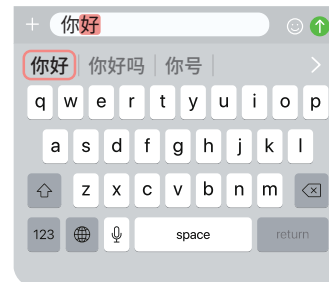 你好
你好 你好吗 你号
q w e r t y u i o p
a s d f g h j k l
z x c v b n m
123 space return